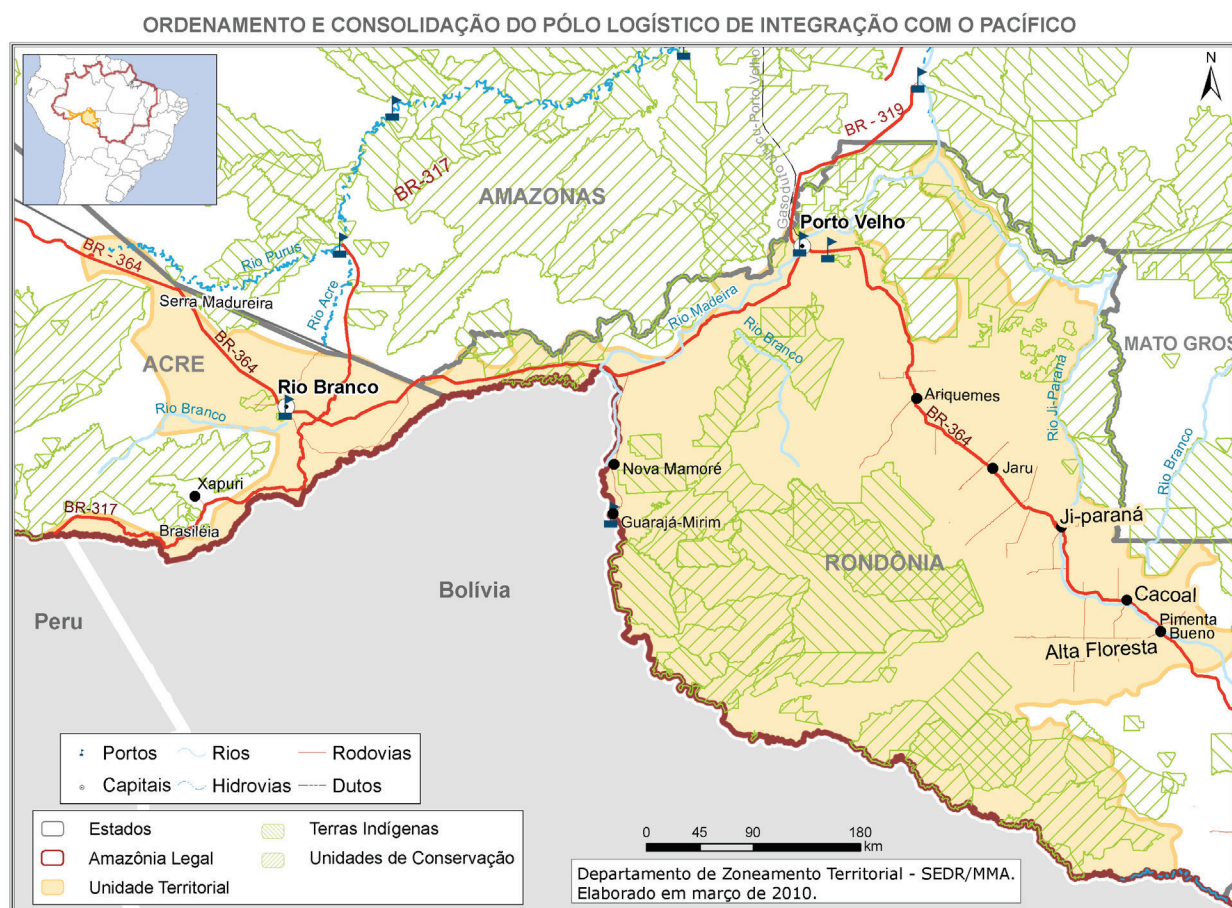 ORDENAMENTO E CONSOLIDAÇÃO DO PÓLO LOGÍSTICO DE INTEGRAÇÃO COM O PACÍFICO
N
BR - 319
Gasoduto Urucu-Porto Velho
BR-317
AMAZONAS
Porto Velho
BR - 364
Rio Purus
Rio Acre
Serra Madureira
Rio Madeira
Rio Branco
MATO GROS
ACRE
BR-364
Rio Branco
Rio Branco
Ariquemes
BR-364
Rio Ji-Paraná
Rio Branco
Xapuri
Nova Mamoré
Jaru
BR-317
Brasiléia
Guarajá-Mirim
Ji-paraná
RONDÔNIA
Bolívia
Peru
Cacoal
Pimenta
Bueno
Alta Floresta
Portos
Rios
Rodovias
Capitais
Hidrovias
Dutos
Estados
Terras Indígenas
Amazônia Legal
Unidades de Conservação
Unidade Territorial
0 45 90 180
km
Departamento de Zoneamento Territorial - SEDR/MMA.
Elaborado em março de 2010.